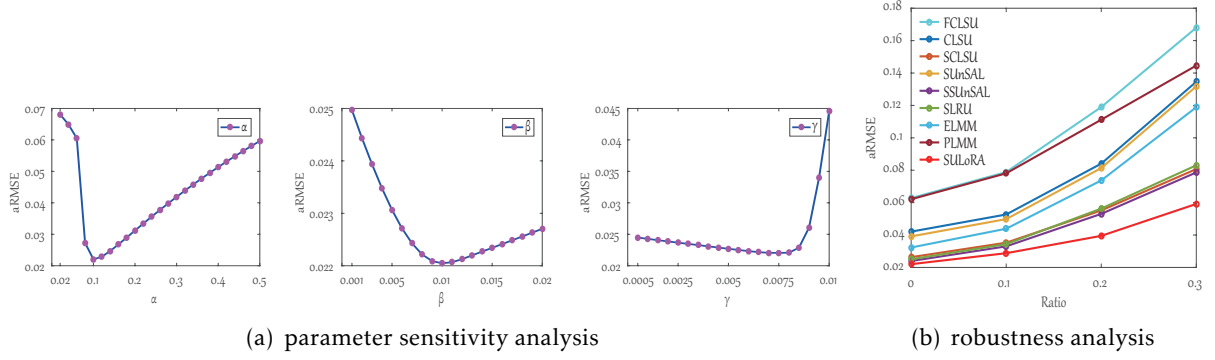 0.07
0.06
0.05
0.04
0.03
0.02
aRMSE
0.02 0.1 0.2 0.3 0.4 0.5
α
α
0.025
0.024
0.023
0.022
aRMSE
0.001 0.005 0.01 0.015 0.02
β
β
0.045
0.04
0.035
0.03
0.025
0.02
aRMSE
0.0005 0.0025 0.005 0.0075 0.01
γ
γ
(a) parameter sensitivity analysis
0.18
0.16
0.14
0.12
0.1
0.08
0.06
0.04
0.02
aRMSE
FCLSU
CLSU
SCLSU
SUnSAL
SSUnSAL
SLRU
ELMM
PLMM
SULoRA
0 0.1 0.2 0.3
Ratio
(b) robustness analysis